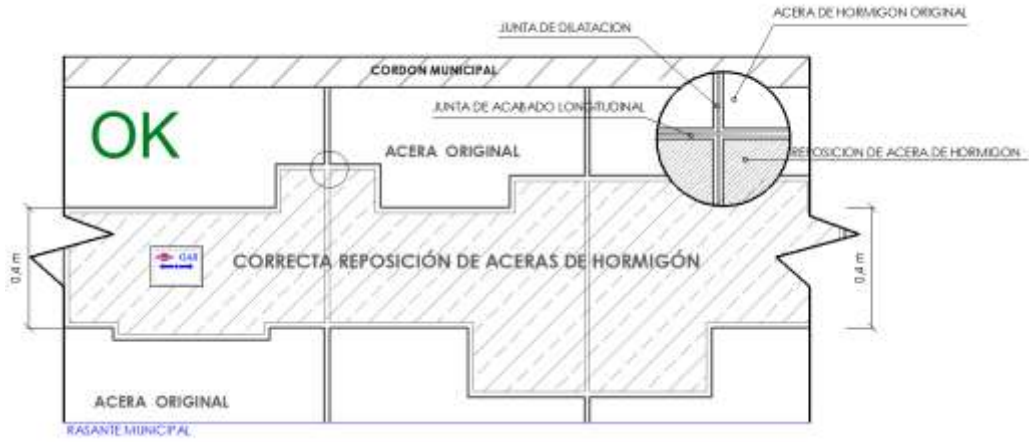 ACERA DE HORMIGON ORIGINAL
JUNTA DE DILATACION
CORDON MUNICIPAL
JUNTA DE ACABADO LONGITUDINAL
OK
ACERA ORIGINAL
REPOSICION DE ACERA DE HORMIGON
0,4 m
GAS
CORRECTA REPOSICIÓN DE ACERAS DE HORMIGÓN
0,4 m
ACERA ORIGINAL
RASANTE MUNICIPAL